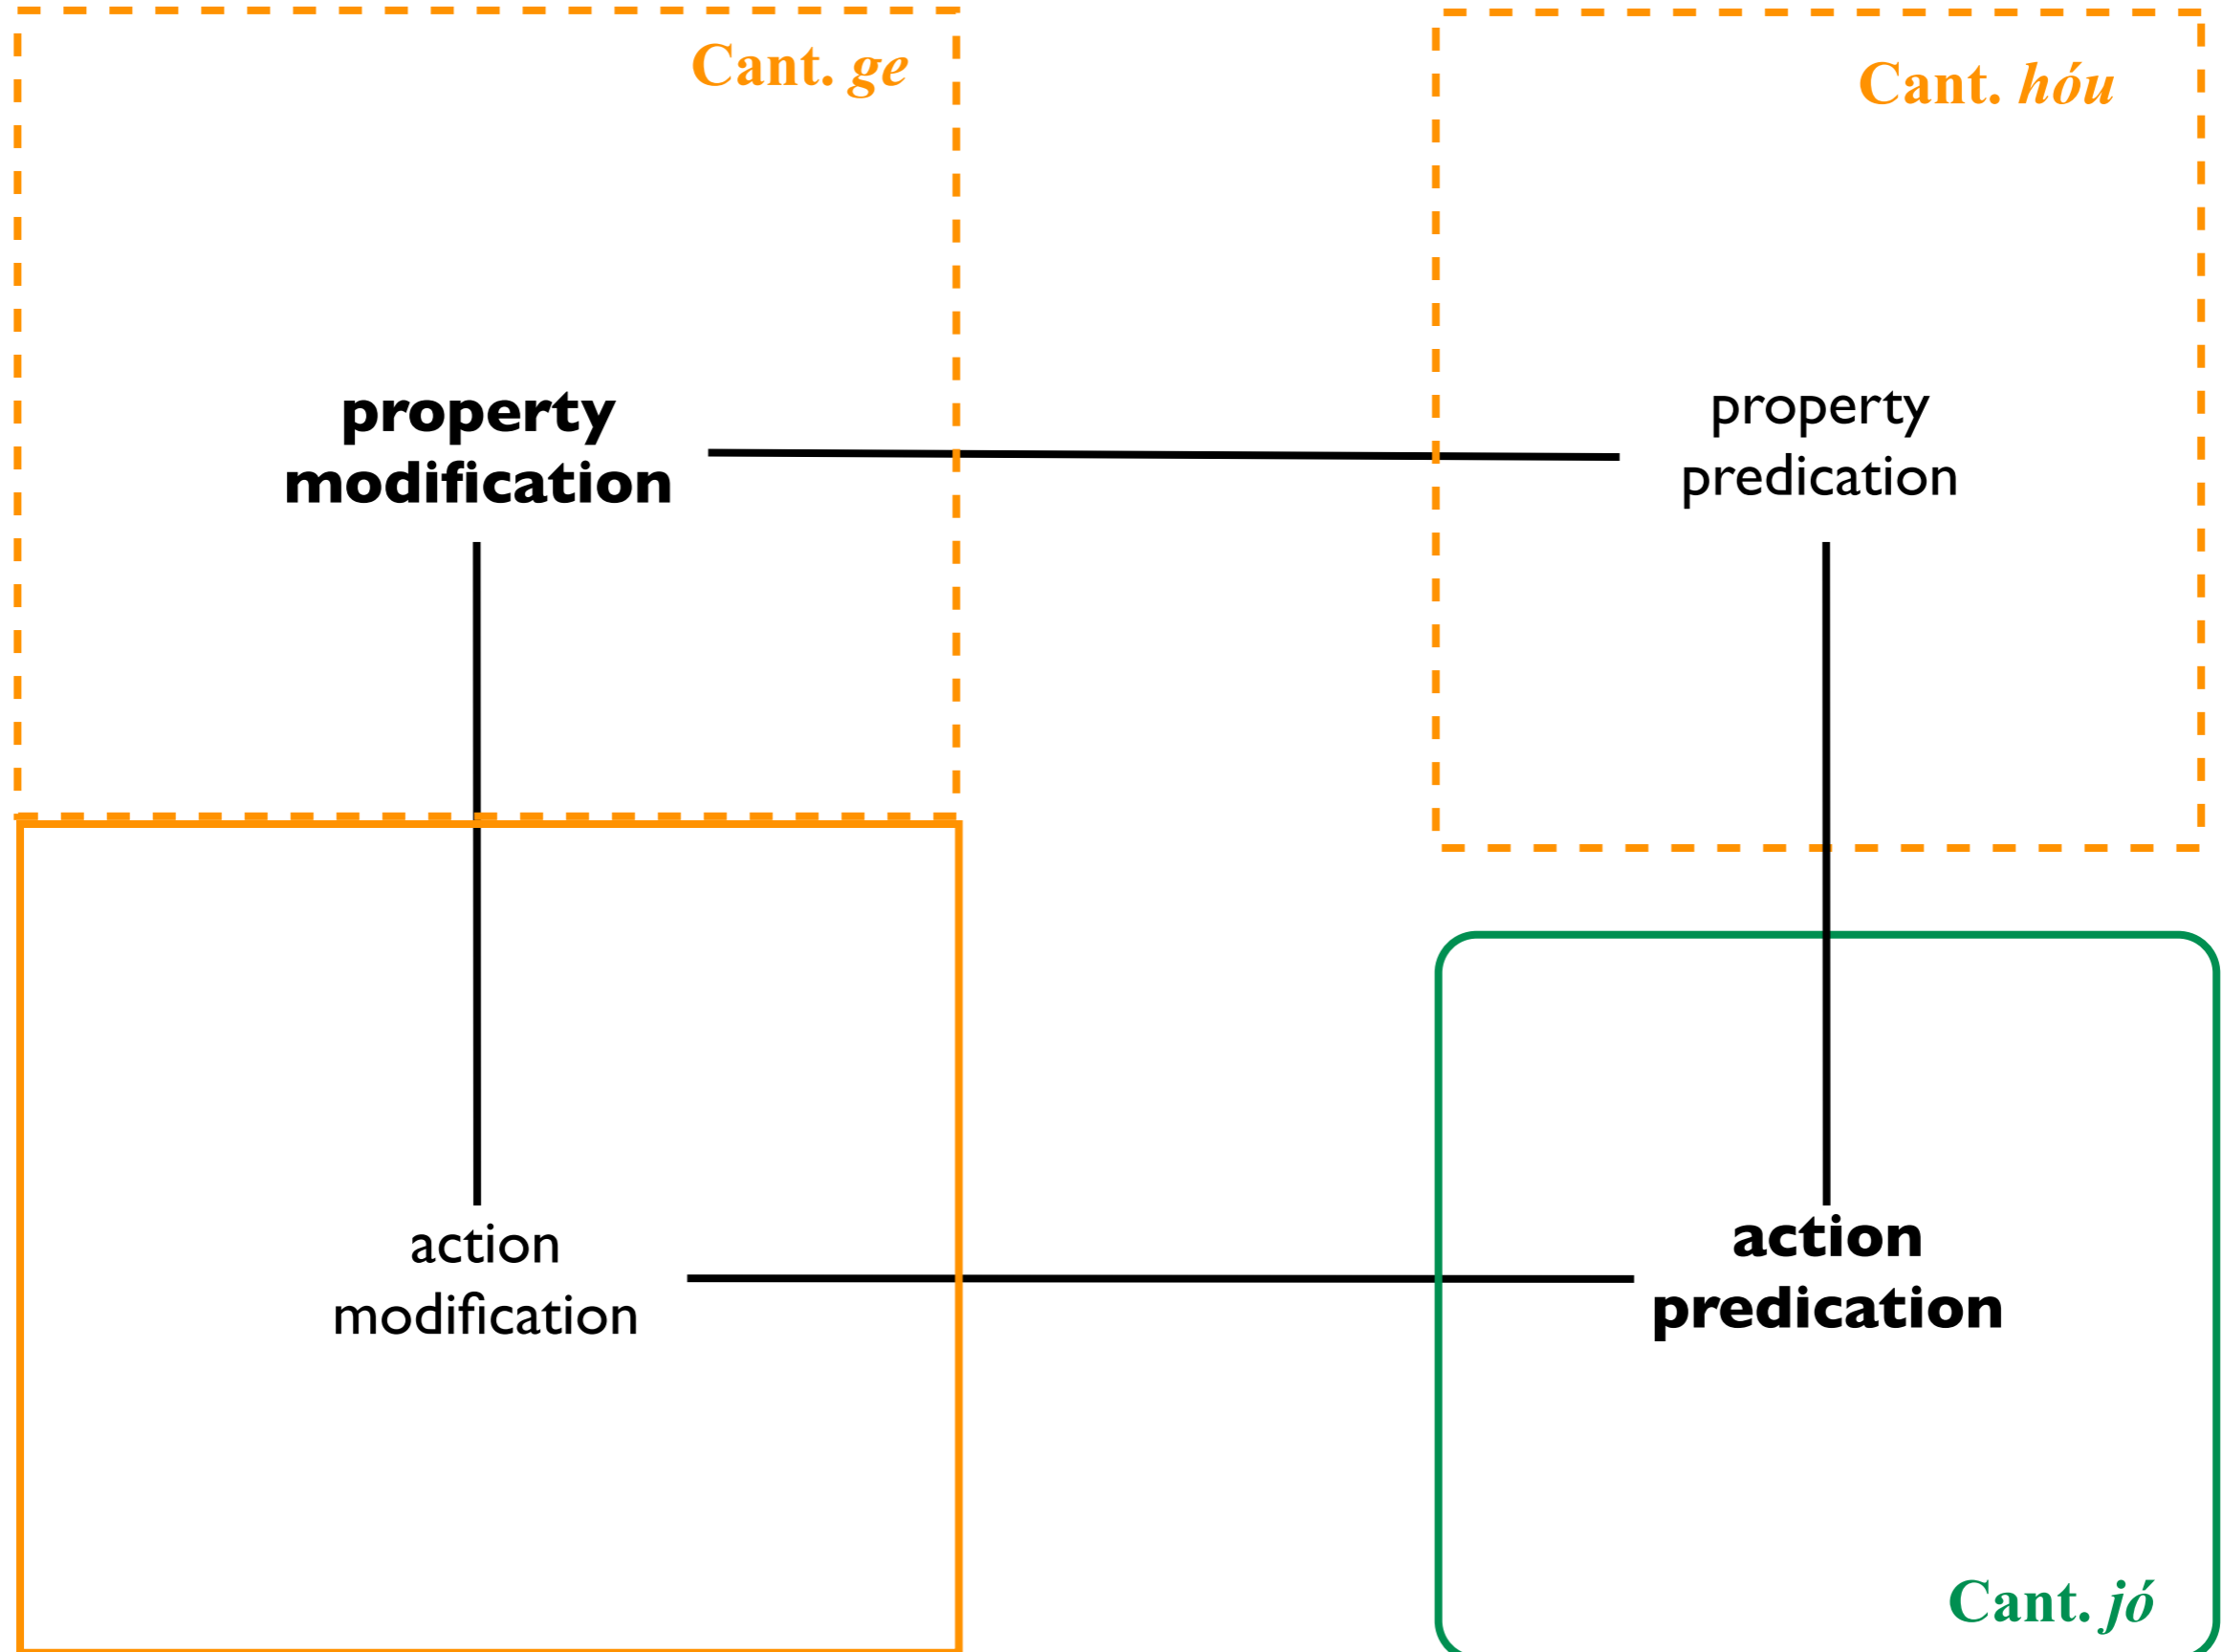 Cant. ge
Cant. hóu
property
modification
property
predication
action
modification
action
predication
Cant. jó